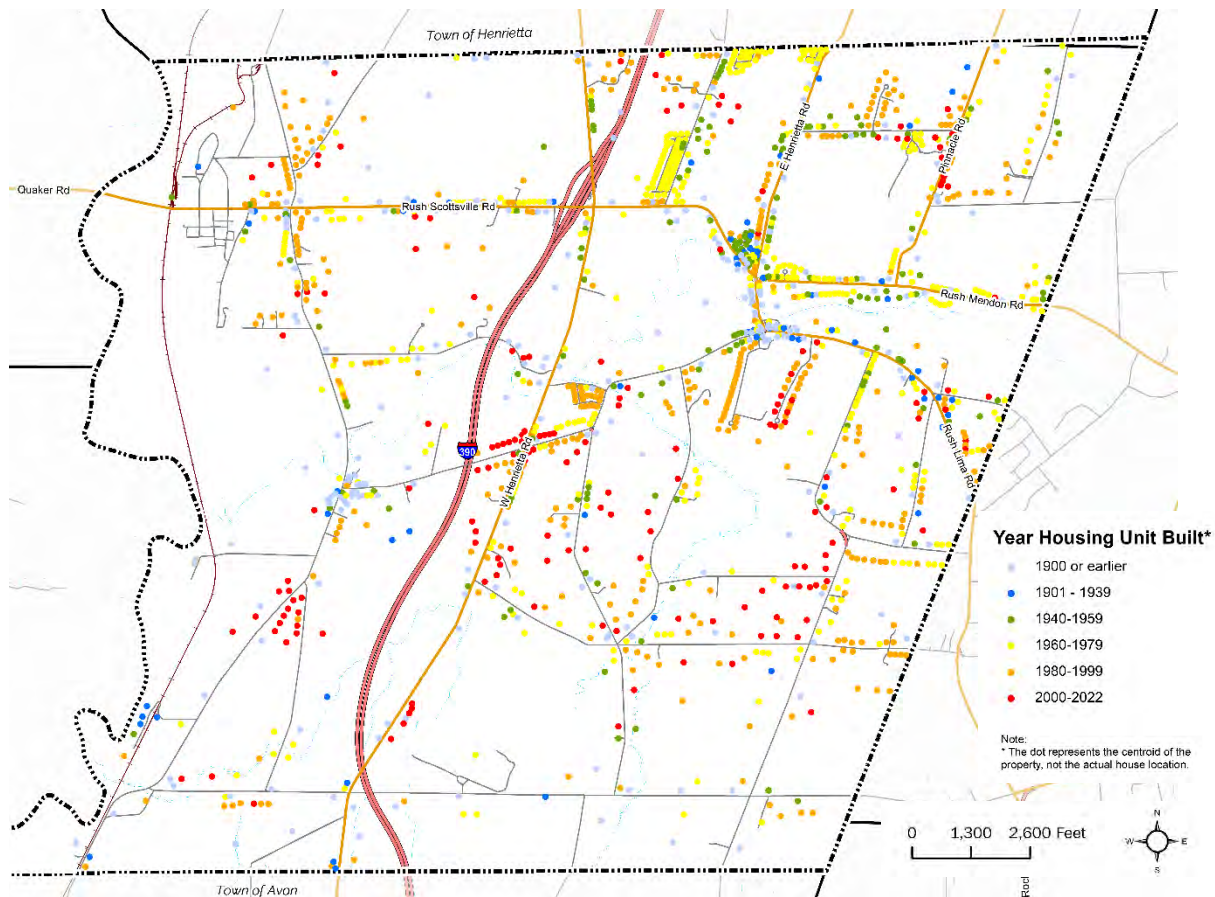 Town of Henrietta
Quaker Rd
Rush Scottsville Rd
E Henrietta Rd
Pinnacle Rd
Rush Mendon Rd
390
W Henrietta Rd
Rush Lima Rd
Year Housing Unit Built*
1900 or earlier
1901 - 1939
1940-1959
1960-1979
1980-1999
2000-2022
Note:
* The dot represents the centroid of the
property, not the actual house location.
0 1,300 2,600 Feet
N
W E
S
Town of Avon